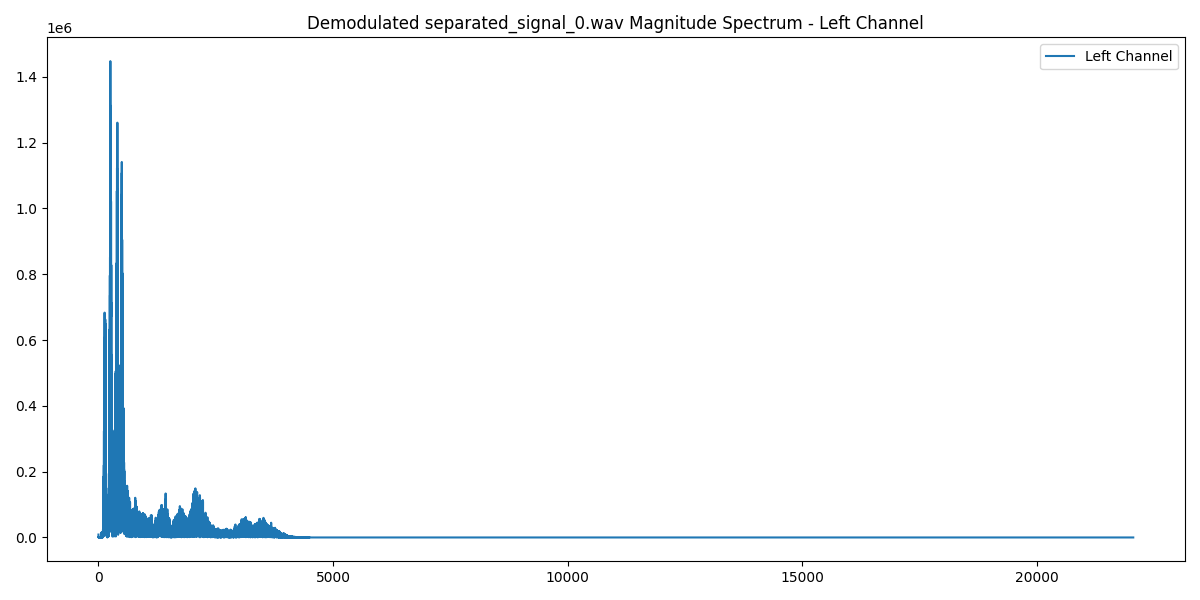 Demodulated separated_signal_0.wav Magnitude Spectrum - Left Channel
1e6
Left Channel
1.4
1.2
1.0
0.8
0.6
0.4
0.2
0.0
0 5000 10000 15000 20000